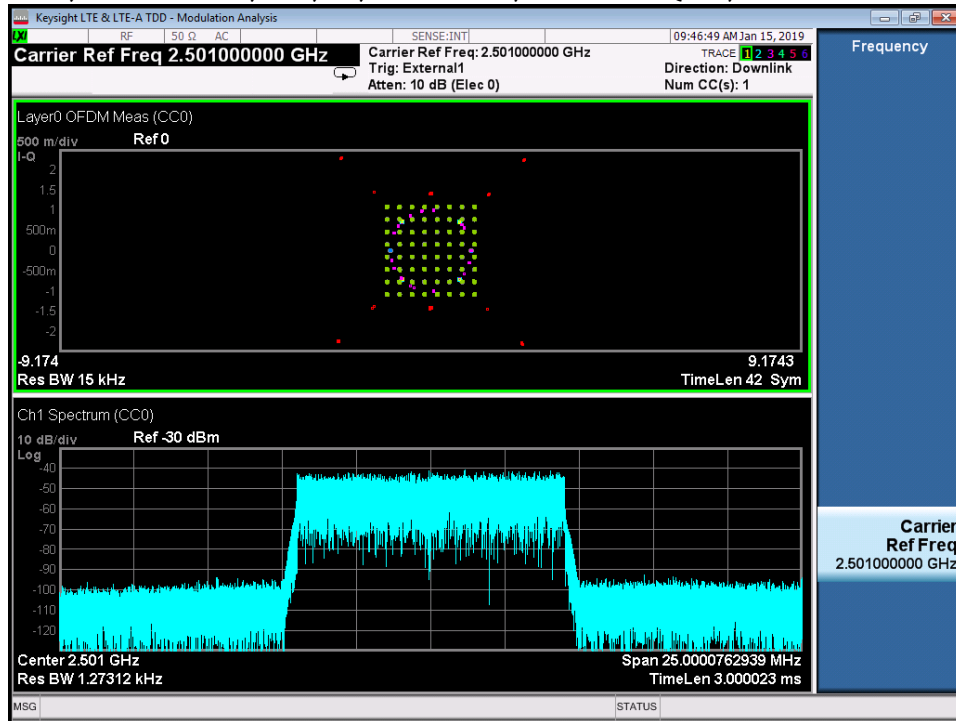 Keysight LTE & LTE-A TDD - Modulation Analysis
LXI RF 50 Ω AC SENSE:INT 09:46:49 AM Jan 15, 2019
Carrier Ref Freq 2.501000000 GHz
Carrier Ref Freq: 2.501000000 GHz
Trig: External1
Atten: 10 dB (Elec 0)
TRACE 1 2 3 4 5 6
Direction: Downlink
Num CC(s): 1
Frequency
Layer0 OFDM Meas (CC0)
500 m/div Ref 0
I-Q
2
1.5
1
500m
0
-500m
-1
-1.5
-2
-9.174 9.1743
Res BW 15 kHz TimeLen 42 Sym
Ch1 Spectrum (CC0)
10 dB/div Ref -30 dBm
Log
-40
-50
-60
-70
-80
-90
-100
-110
-120
Center 2.501 GHz Span 25.0000762939 MHz
Res BW 1.27312 kHz TimeLen 3.000023 ms
Carrier
Ref Freq
2.501000000 GHz
MSG STATUS